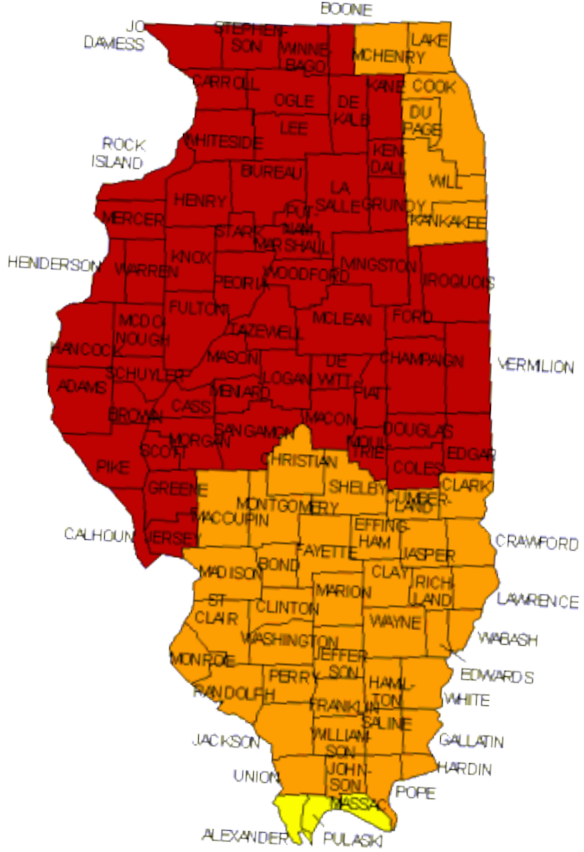 BOONIE
JO
DAVIESS
STEPHEN-
SON
WINNE-
BAGO
MCHENRY
LAKE
CARROLL
OGLE
DE
KALB
KANE
COOK
DU
PAGE
WHITESIDE
LEE
ROCK
ISLAND
KEN-
DALL
WILL
BUREAU
LA
SALLE
GRUNDY
HENRY
MERCER
PUT-
NAM
KANKAKEE
STARK
MARSHALL
HENDERSON
WARREN
KNOX
PEORIA
WOODFORD
LIVINGSTON
IROQUOIS
FULTON
MCDO
NOUGH
TAZEWELL
MCLEAN
FORD
HANCOCK
MASON
VERMILION
SCHUYLER
ADAMS
LOGAN
DE
WITT
CHAMPAIGN
MENARD
PIAT
BROWN
CASS
MACON
SANGAMON
DOUGLAS
MORGAN
SCOTT
MOUL-
TRIE
EDGAR
PIKE
CHRISTIAN
COLES
GREENE
SHELBY
CLARK
CUMBER-
LAND
MACOUPIN
MONTGOMERY
CALHOUN
JERSEY
EFFING-
HAM
CRAWFORD
FAYETTE
JASPER
MADISON
BOND
CLAY
RICH-
LAND
LAWRENCE
MARION
ST
CLAIR
CLINTON
WAYNE
WABASH
WASHINGTON
MONROE
JEFFER
SON
EDWARDS
PERRY
HAMIL-
TON
WHITE
RANDOLPH
FRANKLIN
SALINE
JACKSON
WILLIAM-
SON
GALLATIN
UNION
JOHN-
SON
HARDIN
POPE
MASSAC
ALEXANDER
PULASKI